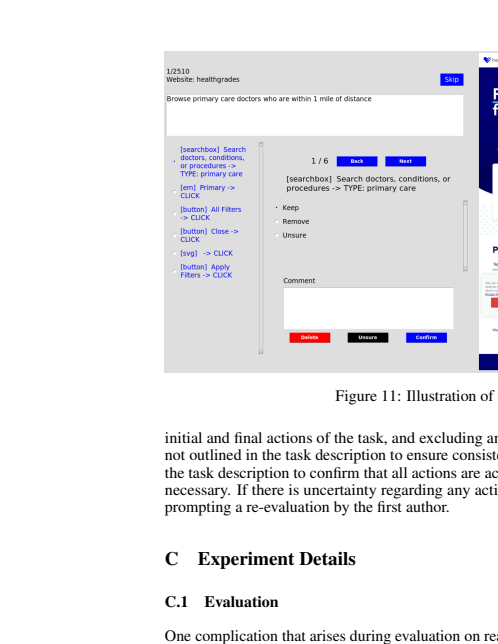 1/2510
Website: healthgrades
Skip
Browse primary care doctors who are within 1 mile of distance
[searchbox] Search
doctors, conditions,
or procedures ->
TYPE: primary care
[em] Primary ->
CLICK
[button] All Filters
-> CLICK
[button] Close ->
CLICK
[svg] -> CLICK
[button] Apply
Filters -> CLICK
1 / 6 Back Next
[searchbox] Search doctors, conditions, or
procedures -> TYPE: primary care
Keep
Remove
Unsure
Comment
Delete Unsure Confirm
Figure 11: Illustration of
initial and final actions of the task, and excluding
not outlined in the task description to ensure
the task description to confirm that all actions are
necessary. If there is uncertainty regarding any
prompting a re-evaluation by the first author.
C Experiment Details
C.1 Evaluation
One complication that arises during evaluation on